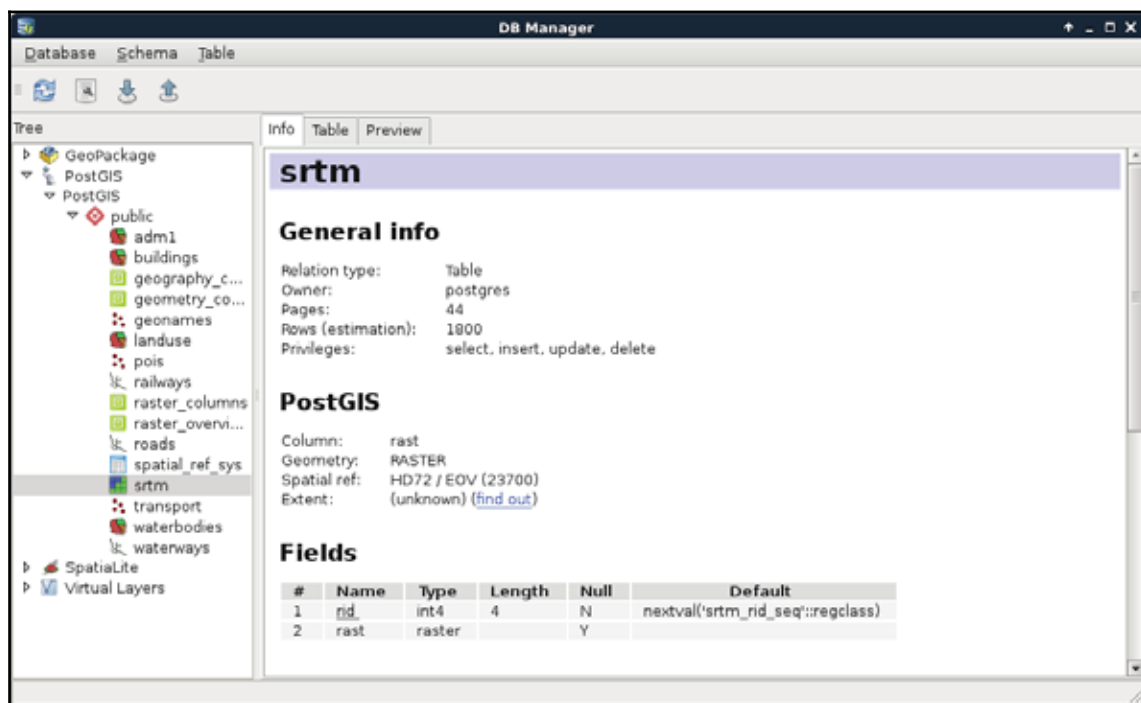 DB Manager
Database Schema Table
Tree
Info Table Preview
GeoPackage
PostGIS
PostGIS
public
adm1
buildings
geography_c...
geometry_co...
geonames
landuse
pois
railways
raster_columns
raster_overvi...
roads
spatial_ref_sys
srtm
transport
waterbodies
waterways
SpatiaLite
Virtual Layers
srtm
General info
Relation type: Table
Owner: postgres
Pages: 44
Rows (estimation): 1800
Privileges: select, insert, update, delete
PostGIS
Column: rast
Geometry: RASTER
Spatial ref: HD72 / EOV (23700)
Extent: (unknown) (find out)
Fields
# Name Type Length Null Default
1 rid int4 4 N nextval('srtm_rid_seq'::regclass)
2 rast raster Y